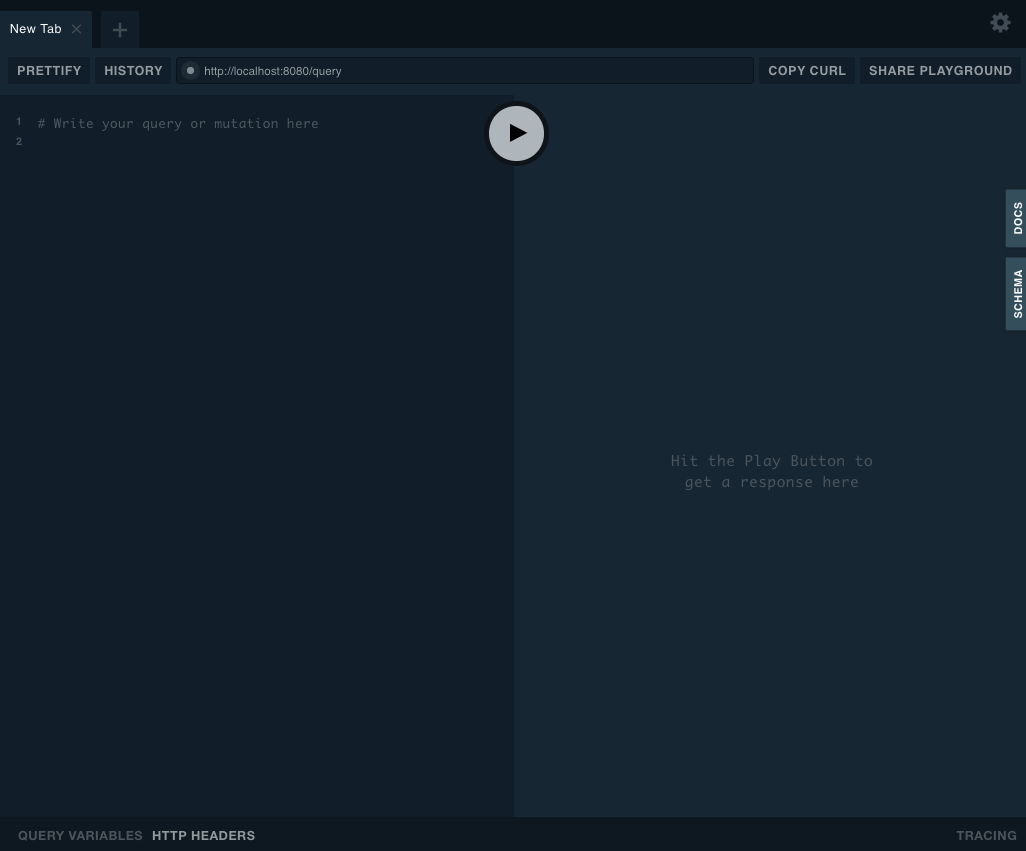 New Tab
PRETTIFY HISTORY http://localhost:8080/query COPY CURL SHARE PLAYGROUND
1 # Write your query or mutation here
2
DOCS
SCHEMA
Hit the Play Button to
get a response here
QUERY VARIABLES HTTP HEADERS TRACING